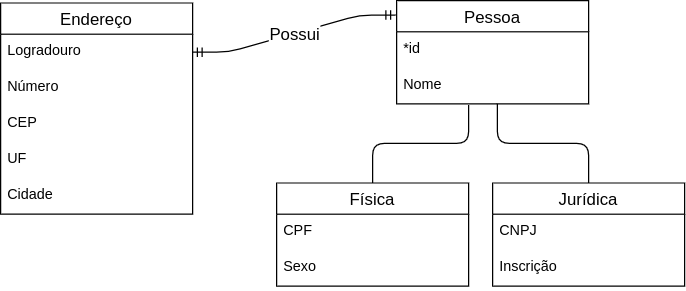 Endereço
Logradouro
Número
CEP
UF
Cidade
Possui
Pessoa
*id
Nome
Física
CPF
Sexo
Jurídica
CNPJ
Inscrição